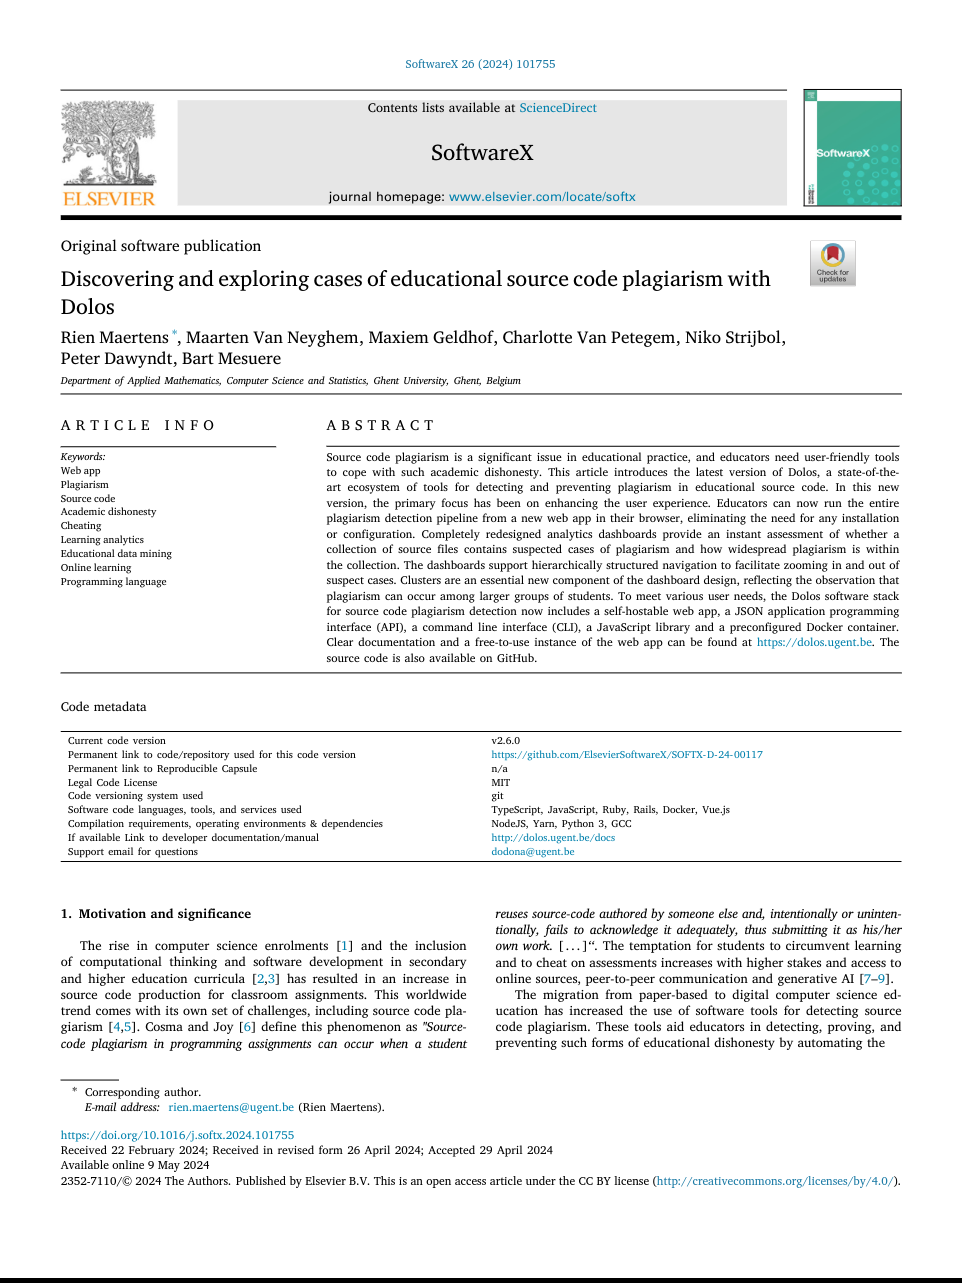 SoftwareX 26 (2024) 101755
Contents lists available at ScienceDirect
SoftwareX
journal homepage: www.elsevier.com/locate/softx
ELSEVIER
SoftwareX
Original software publication
Discovering and exploring cases of educational source code plagiarism with
Dolos
Check for
updates
Rien Maertens *, Maarten Van Neyghem, Maxiem Geldhof, Charlotte Van Petegem, Niko Strijbol,
Peter Dawyndt, Bart Mesuere
Department of Applied Mathematics, Computer Science and Statistics, Ghent University, Ghent, Belgium
ARTICLE INFO
Keywords:
Web app
Plagiarism
Source code
Academic dishonesty
Cheating
Learning analytics
Educational data mining
Online learning
Programming language
ABSTRACT
Source code plagiarism is a significant issue in educational practice, and educators need user-friendly tools
to cope with such academic dishonesty. This article introduces the latest version of Dolos, a state-of-the-
art ecosystem of tools for detecting and preventing plagiarism in educational source code. In this new
version, the primary focus has been on enhancing the user experience. Educators can now run the entire
plagiarism detection pipeline from a new web app in their browser, eliminating the need for any installation
or configuration. Completely redesigned analytics dashboards provide an instant assessment of whether a
collection of source files contains suspected cases of plagiarism and how widespread plagiarism is within
the collection. The dashboards support hierarchically structured navigation to facilitate zooming in and out of
suspect cases. Clusters are an essential new component of the dashboard design, reflecting the observation that
plagiarism can occur among larger groups of students. To meet various user needs, the Dolos software stack
for source code plagiarism detection now includes a self-hostable web app, a JSON application programming
interface (API), a command line interface (CLI), a JavaScript library and a preconfigured Docker container.
Clear documentation and a free-to-use instance of the web app can be found at https://dolos.ugent.be. The
source code is also available on GitHub.
Code metadata
Current code version v2.6.0
Permanent link to code/repository used for this code version https://github.com/ElsevierSoftwareX/SOFTX-D-24-00117
Permanent link to Reproducible Capsule n/a
Legal Code License MIT
Code versioning system used git
Software code languages, tools, and services used TypeScript, JavaScript, Ruby, Rails, Docker, Vue.js
Compilation requirements, operating environments & dependencies NodeJS, Yarn, Python 3, GCC
If available Link to developer documentation/manual http://dolos.ugent.be/docs
Support email for questions dodona@ugent.be
1. Motivation and significance
The rise in computer science enrolments [1] and the inclusion
of computational thinking and software development in secondary
and higher education curricula [2,3] has resulted in an increase in
source code production for classroom assignments. This worldwide
trend comes with its own set of challenges, including source code pla-
giarism [4,5]. Cosma and Joy [6] define this phenomenon as "Source-
code plagiarism in programming assignments can occur when a student
reuses source-code authored by someone else and, intentionally or uninten-
tionally, fails to acknowledge it adequately, thus submitting it as his/her
own work. [...]“. The temptation for students to circumvent learning
and to cheat on assessments increases with higher stakes and access to
online sources, peer-to-peer communication and generative AI [7–9].
The migration from paper-based to digital computer science ed-
ucation has increased the use of software tools for detecting source
code plagiarism. These tools aid educators in detecting, proving, and
preventing such forms of educational dishonesty by automating the
* Corresponding author.
E-mail address: rien.maertens@ugent.be (Rien Maertens).
https://doi.org/10.1016/j.softx.2024.101755
Received 22 February 2024; Received in revised form 26 April 2024; Accepted 29 April 2024
Available online 9 May 2024
2352-7110/© 2024 The Authors. Published by Elsevier B.V. This is an open access article under the CC BY license (http://creativecommons.org/licenses/by/4.0/).